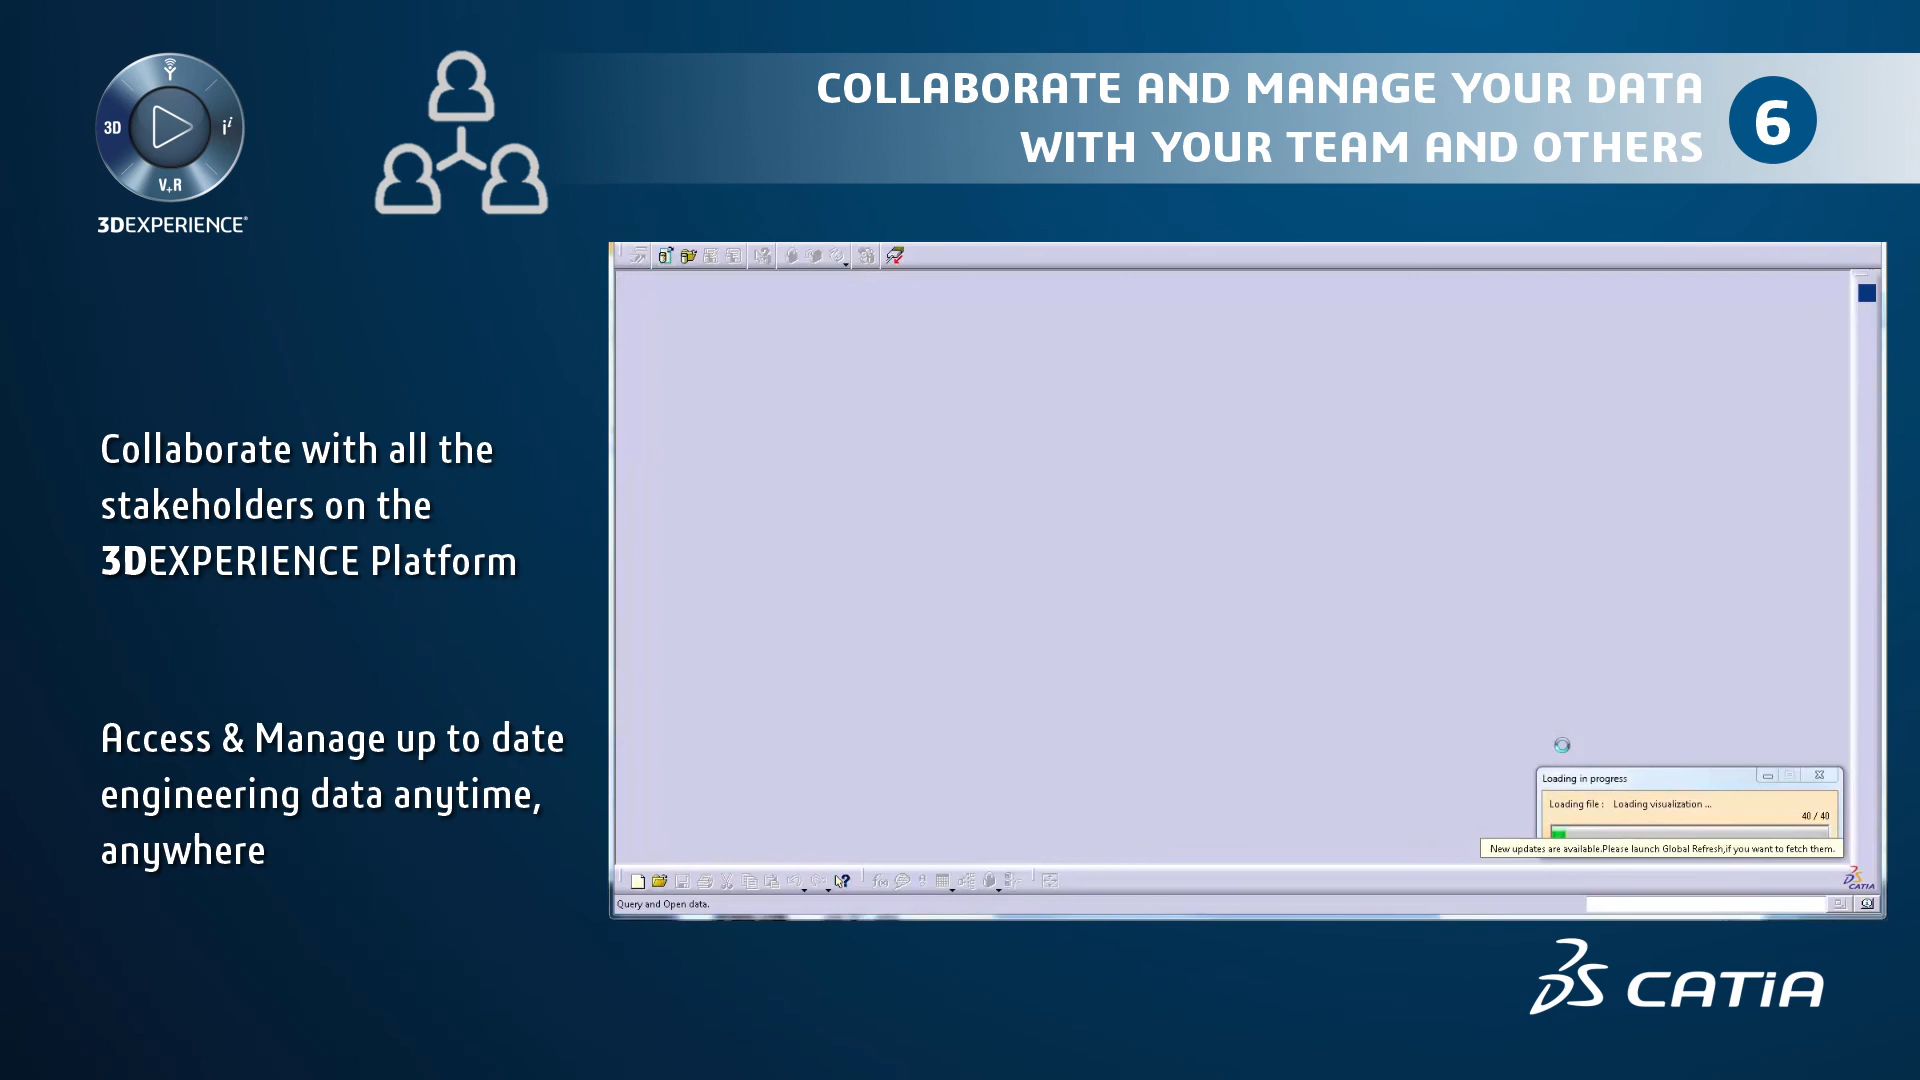 COLLABORATE AND MANAGE YOUR DATA
WITH YOUR TEAM AND OTHERS
6
3D
i²
V+R
3DEXPERIENCE®
Collaborate with all the
stakeholders on the
3DEXPERIENCE Platform
Access & Manage up to date
engineering data anytime,
anywhere
Loading in progress
Loading file : Loading visualization ...
40 / 40
New updates are available.Please launch Global Refresh,if you want to fetch them.
CATIA
Query and Open data.
CATIA